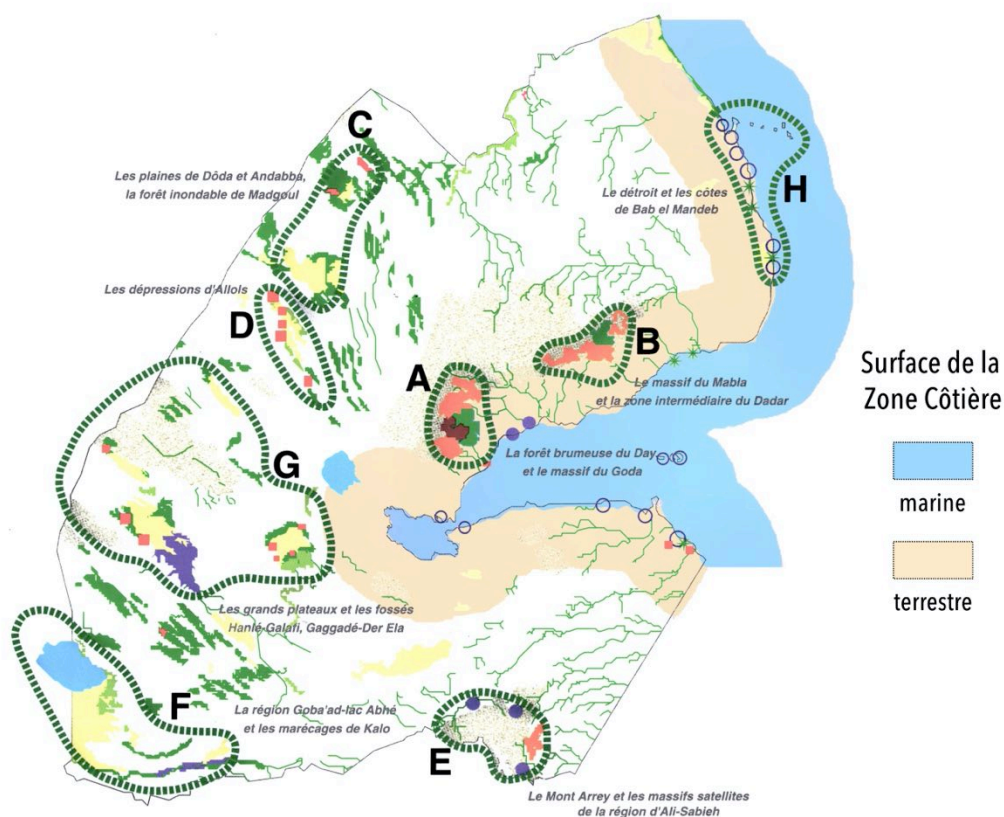 C
Les plaines de Dôda et Andabba,
la forêt inondable de Madgoul
Le détroit et les côtes
de Bab el Mandeb
H
Les dépressions d'Allols
D
B
A
Le massif du Mabla
et la zone intermédiaire du Dadar
Surface de la
Zone Côtière
marine
terrestre
La forêt brumeuse du Day
et le massif du Goda
G
Les grands plateaux et les fossés
Hanlé-Galafi, Gaggadé-Der Ela
F
La région Goba'ad-lac Abhé
et les marécages de Kalo
E
Le Mont Arrey et les massifs satellites
de la région d'Ali-Sabieh